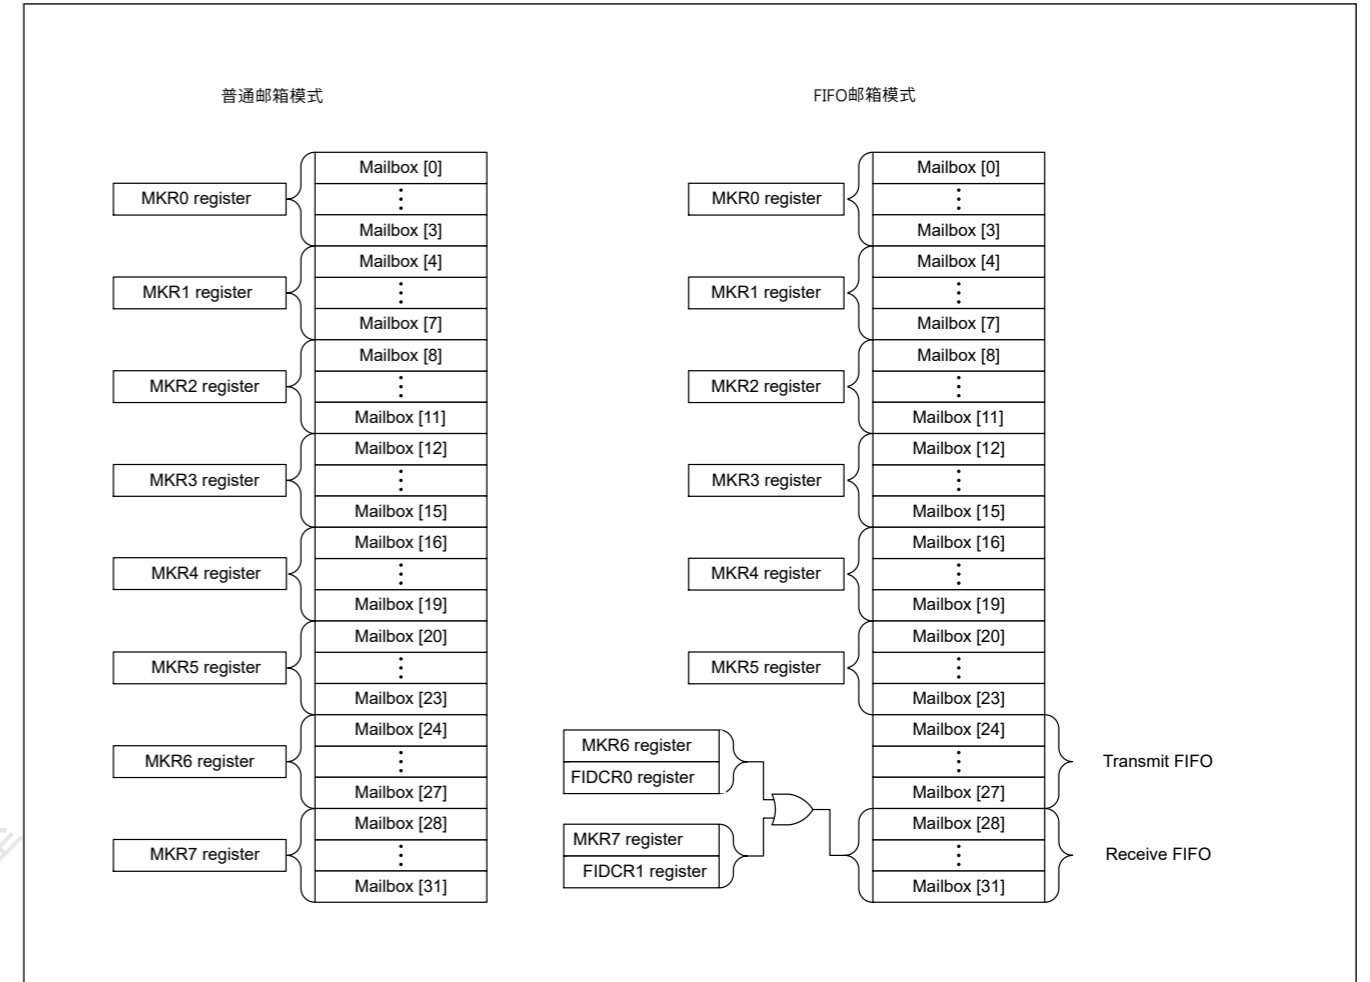 普通邮箱模式
Mailbox [0]
MKR0 register
Mailbox [3]
Mailbox [4]
MKR1 register
Mailbox [7]
Mailbox [8]
MKR2 register
Mailbox [11]
Mailbox [12]
MKR3 register
Mailbox [15]
Mailbox [16]
MKR4 register
Mailbox [19]
Mailbox [20]
MKR5 register
Mailbox [23]
Mailbox [24]
MKR6 register
Mailbox [27]
Mailbox [28]
MKR7 register
Mailbox [31]
FIFO邮箱模式
Mailbox [0]
MKR0 register
Mailbox [3]
Mailbox [4]
MKR1 register
Mailbox [7]
Mailbox [8]
MKR2 register
Mailbox [11]
Mailbox [12]
MKR3 register
Mailbox [15]
Mailbox [16]
MKR4 register
Mailbox [19]
Mailbox [20]
MKR5 register
Mailbox [23]
Mailbox [24]
MKR6 register
FIDCR0 register
Transmit FIFO
Mailbox [27]
Mailbox [28]
MKR7 register
FIDCR1 register
Receive FIFO
Mailbox [31]